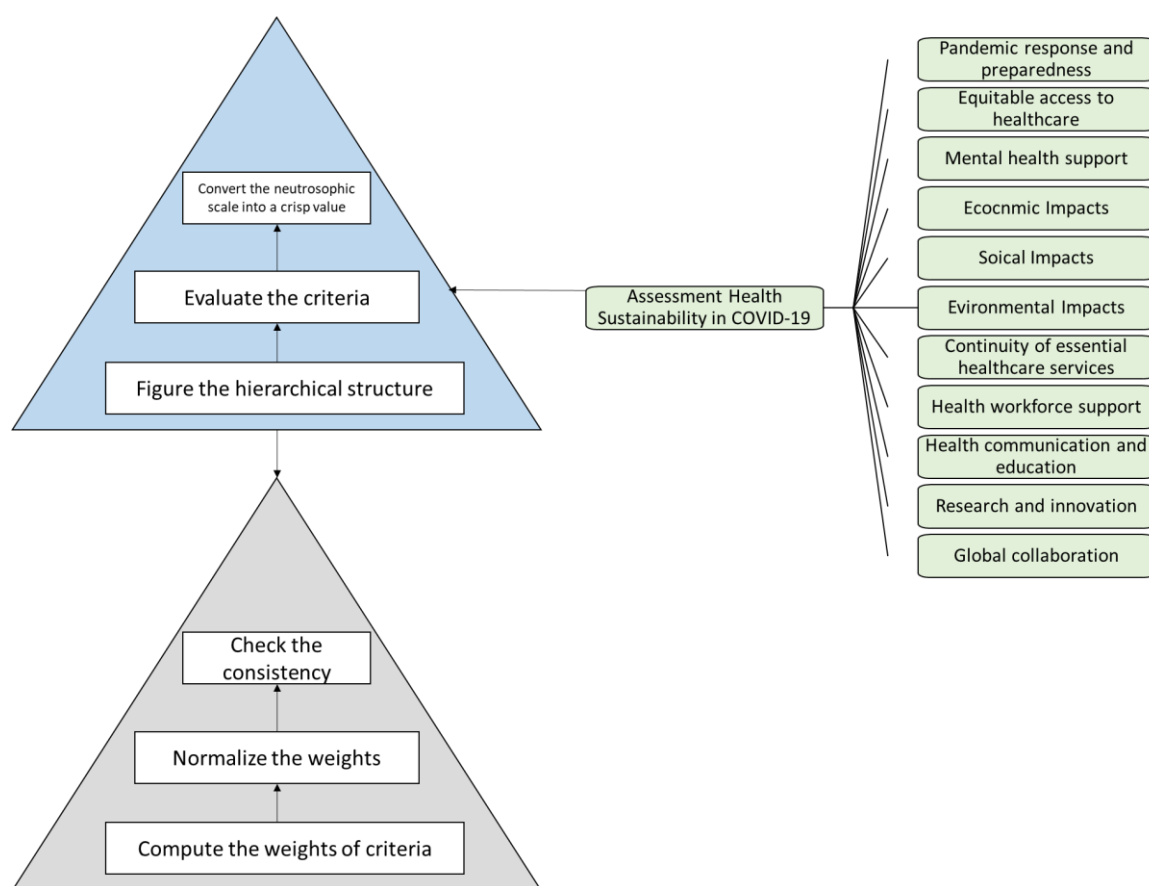 Convert the neutrosophic
scale into a crisp value
Evaluate the criteria
Figure the hierarchical structure
Check the
consistency
Normalize the weights
Compute the weights of criteria
Assessment Health
Sustainability in COVID-19
Pandemic response and
preparedness
Equitable access to
healthcare
Mental health support
Ecocnmic Impacts
Soical Impacts
Evironmental Impacts
Continuity of essential
healthcare services
Health workforce support
Health communication and
education
Research and innovation
Global collaboration